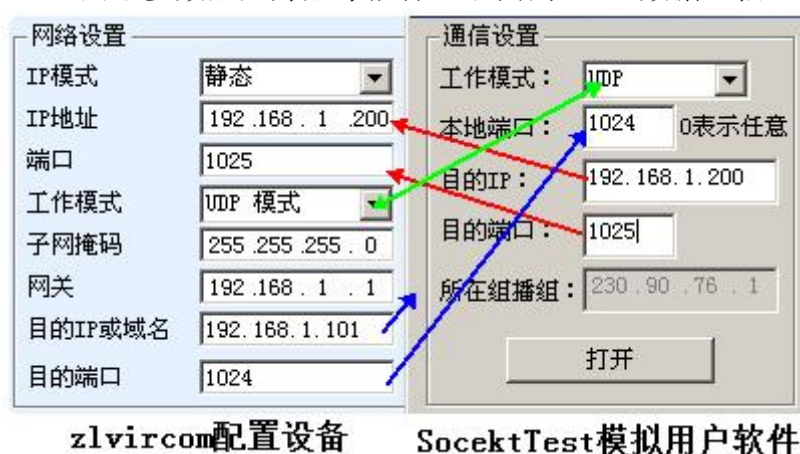 网络设置
IP模式 静态
IP地址 192 .168 . 1 .200
端口 1025
工作模式 UDP 模式
子网掩码 255 .255 .255 . 0
网关 192 .168 . 1 . 1
目的IP或域名 192.168.1.101
目的端口 1024
zlvircom配置设备
通信设置
工作模式： UDP
本地端口： 1024 0表示任意
目的IP： 192.168.1.200
目的端口： 1025
所在组播组： 230 .90 .76 . 1
打开
SocektTest模拟用户软件